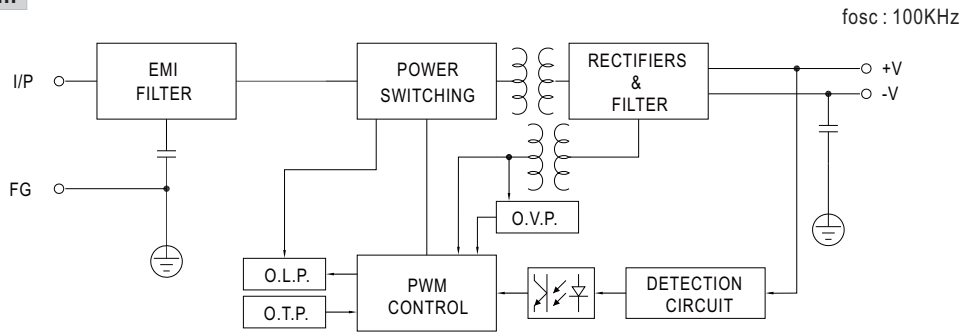 fosc : 100KHz
I/P
EMI
FILTER
POWER
SWITCHING
RECTIFIERS
&
FILTER
+V
-V
FG
O.V.P.
O.L.P.
O.T.P.
PWM
CONTROL
DETECTION
CIRCUIT